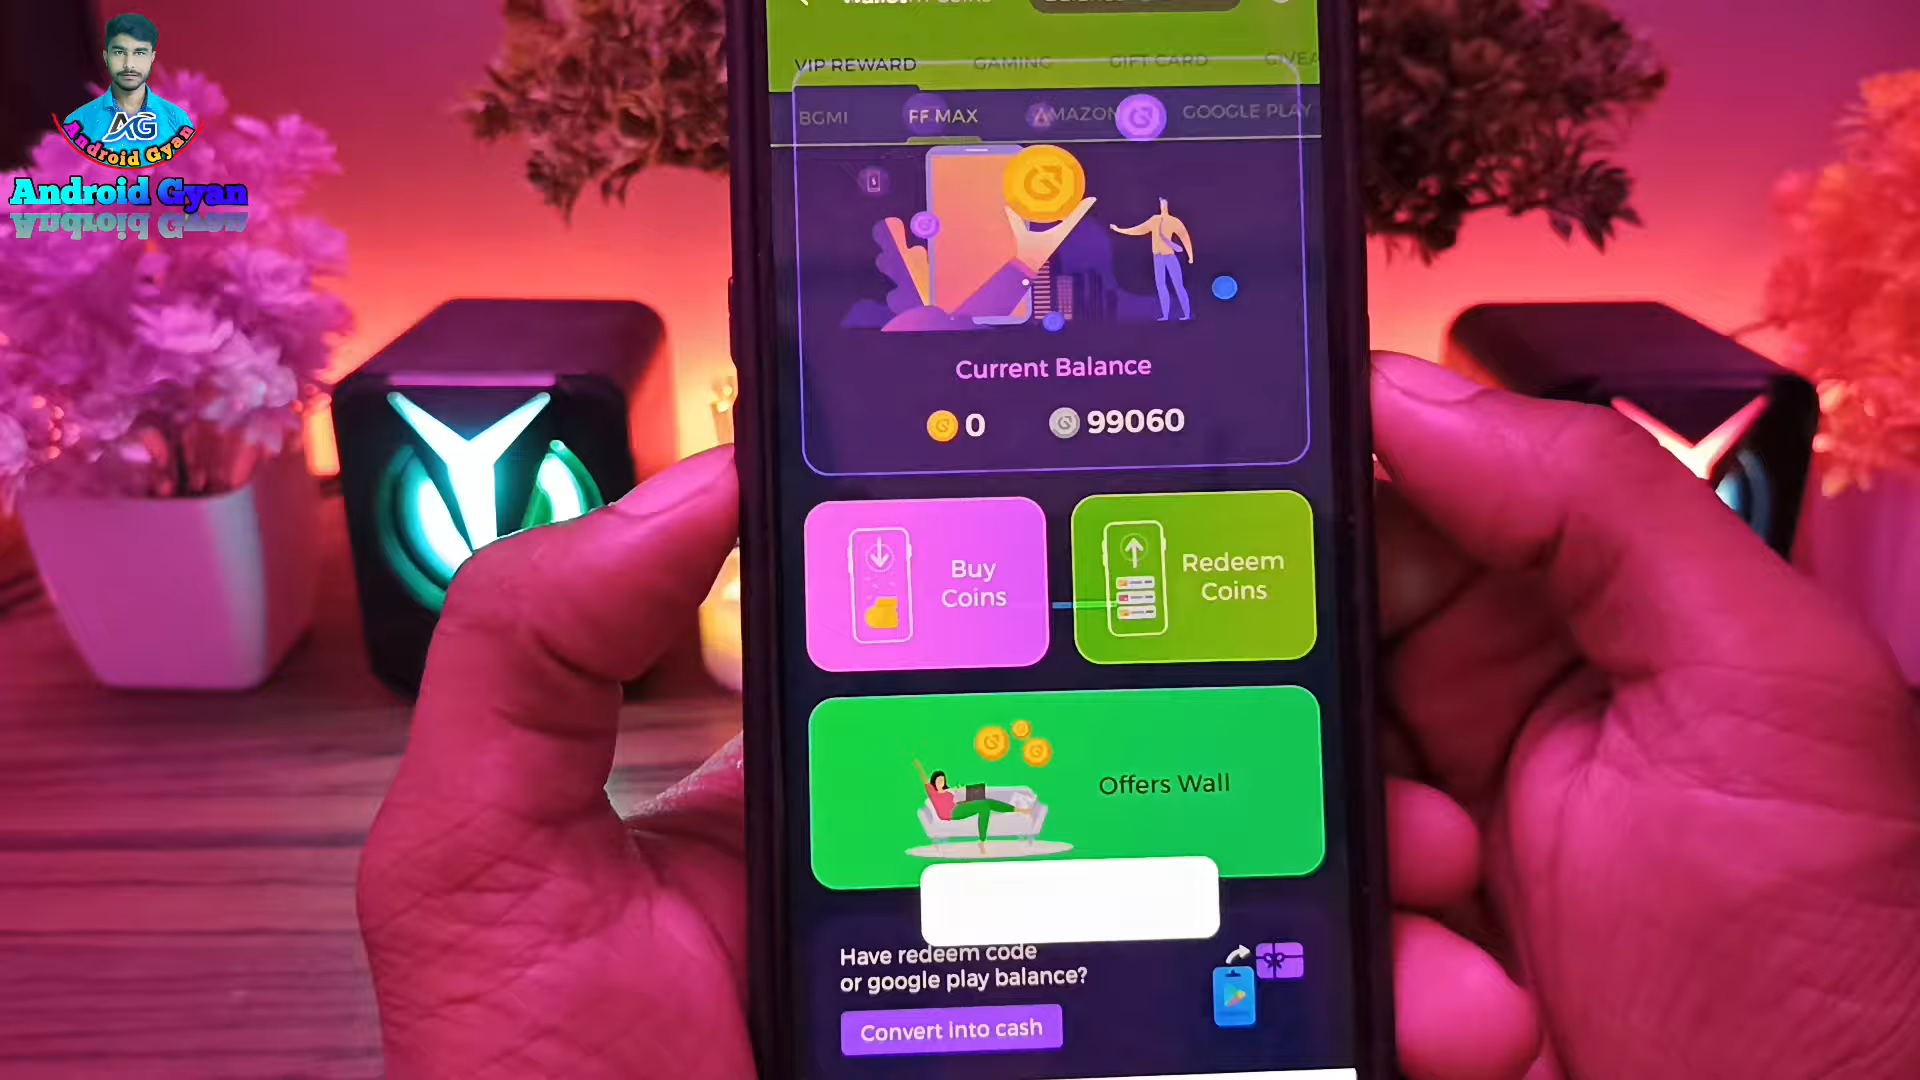 AG
Android Gyan
Android Gyan
VIP REWARD
GAMING
GIFT CARD
BGMI
FF MAX
AMAZON
GOOGLE PLAY
Current Balance
0
99060
Buy
Coins
Redeem
Coins
Offers Wall
Have redeem code
or google play balance?
Convert into cash